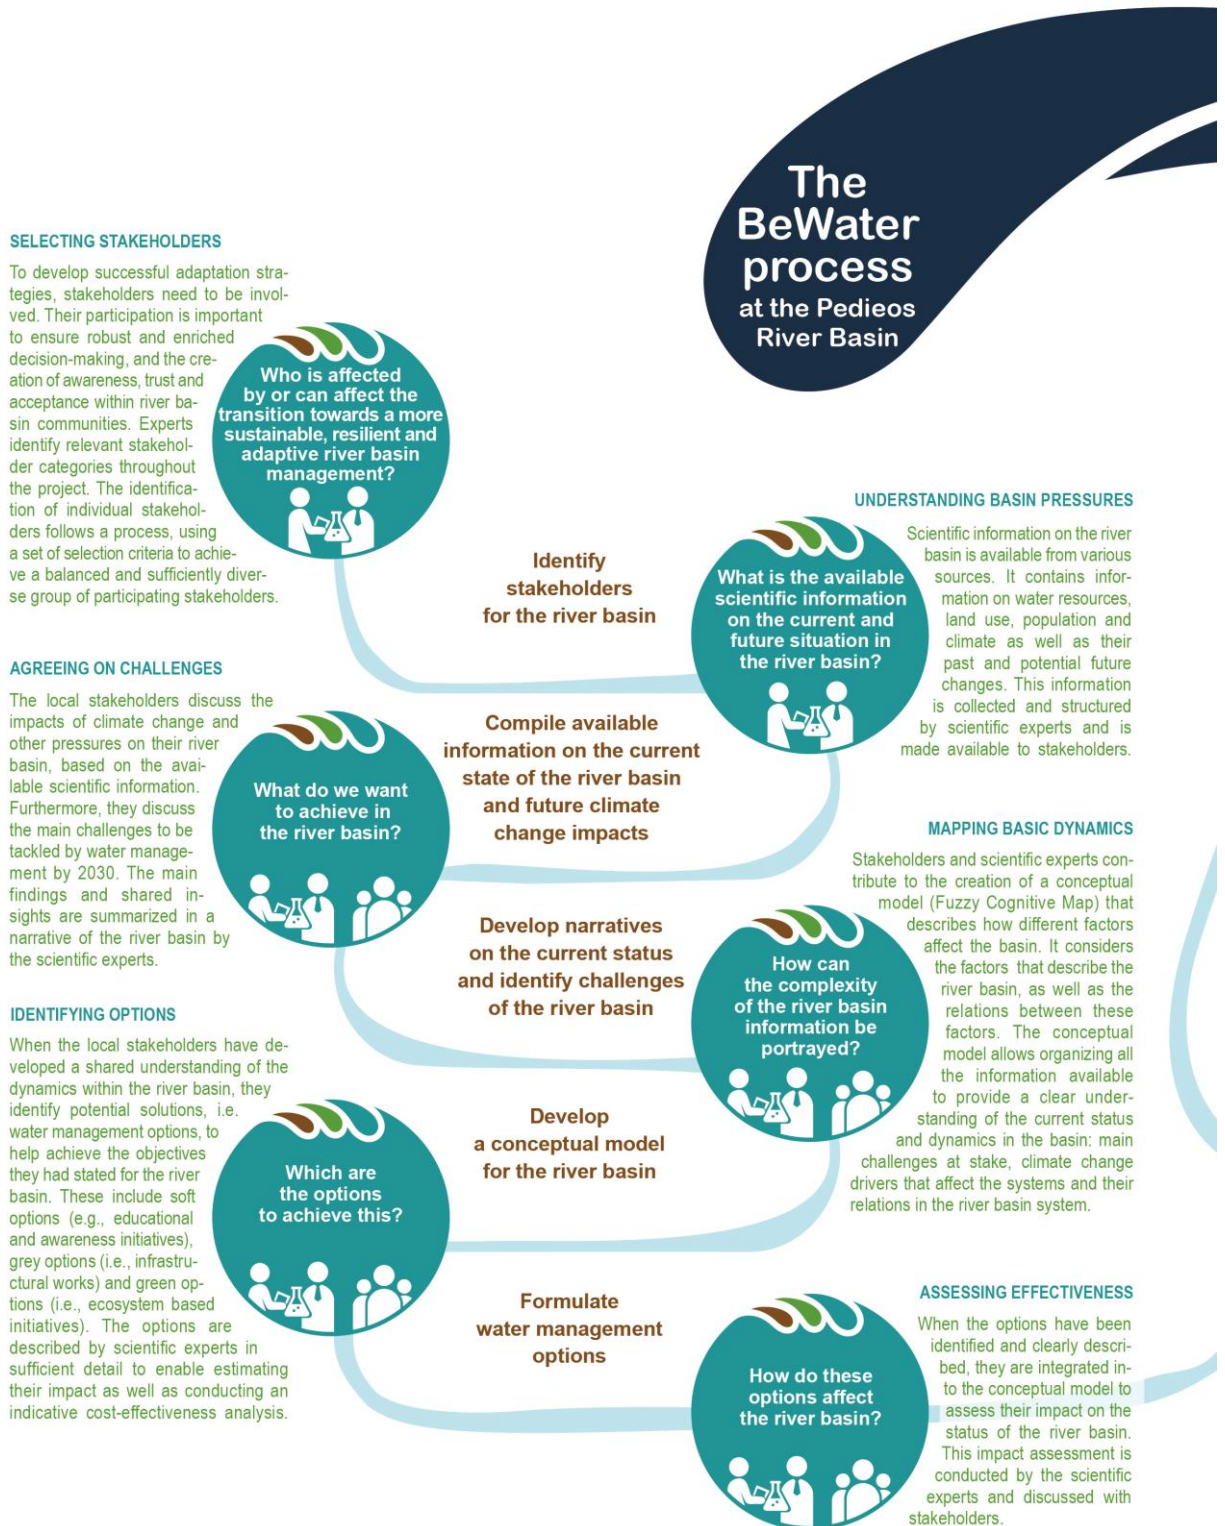 The
BeWater
process
at the Pedieos
River Basin
SELECTING STAKEHOLDERS
To develop successful adaptation stra-
tegies, stakeholders need to be invol-
ved. Their participation is important
to ensure robust and enriched
decision-making, and the cre-
ation of awareness, trust and
acceptance within river ba-
sin communities. Experts
identify relevant stakehol-
der categories throughout
the project. The identifica-
tion of individual stakehol-
ders follows a process, using
a set of selection criteria to achie-
ve a balanced and sufficiently diver-
se group of participating stakeholders.
Who is affected
by or can affect the
transition towards a more
sustainable, resilient and
adaptive river basin
management?
Identify
stakeholders
for the river basin
UNDERSTANDING BASIN PRESSURES
Scientific information on the river
basin is available from various
sources. It contains infor-
mation on water resources,
land use, population and
climate as well as their
past and potential future
changes. This information
is collected and structured
by scientific experts and is
made available to stakeholders.
What is the available
scientific information
on the current and
future situation in
the river basin?
Compile available
information on the current
state of the river basin
and future climate
change impacts
AGREEING ON CHALLENGES
The local stakeholders discuss the
impacts of climate change and
other pressures on their river
basin, based on the avai-
lable scientific information.
Furthermore, they discuss
the main challenges to be
tackled by water manage-
ment by 2030. The main
findings and shared in-
sights are summarized in a
narrative of the river basin by
the scientific experts.
What do we want
to achieve in
the river basin?
Develop narratives
on the current status
and identify challenges
of the river basin
MAPPING BASIC DYNAMICS
Stakeholders and scientific experts con-
tribute to the creation of a conceptual
model (Fuzzy Cognitive Map) that
describes how different factors
affect the basin. It considers
the factors that describe the
river basin, as well as the
relations between these
factors. The conceptual
model allows organizing all
the information available
to provide a clear under-
standing of the current status
and dynamics in the basin: main
challenges at stake, climate change
drivers that affect the systems and their
relations in the river basin system.
How can
the complexity
of the river basin
information be
portrayed?
Develop
a conceptual model
for the river basin
IDENTIFYING OPTIONS
When the local stakeholders have de-
veloped a shared understanding of the
dynamics within the river basin, they
identify potential solutions, i.e.
water management options, to
help achieve the objectives
they had stated for the river
basin. These include soft
options (e.g., educational
and awareness initiatives),
grey options (i.e., infrastru-
ctural works) and green op-
tions (i.e., ecosystem based
initiatives). The options are
described by scientific experts in
sufficient detail to enable estimating
their impact as well as conducting an
indicative cost-effectiveness analysis.
Which are
the options
to achieve this?
Formulate
water management
options
ASSESSING EFFECTIVENESS
When the options have been
identified and clearly descri-
bed, they are integrated in-
to the conceptual model to
assess their impact on the
status of the river basin.
This impact assessment is
conducted by the scientific
experts and discussed with
stakeholders.
How do these
options affect
the river basin?